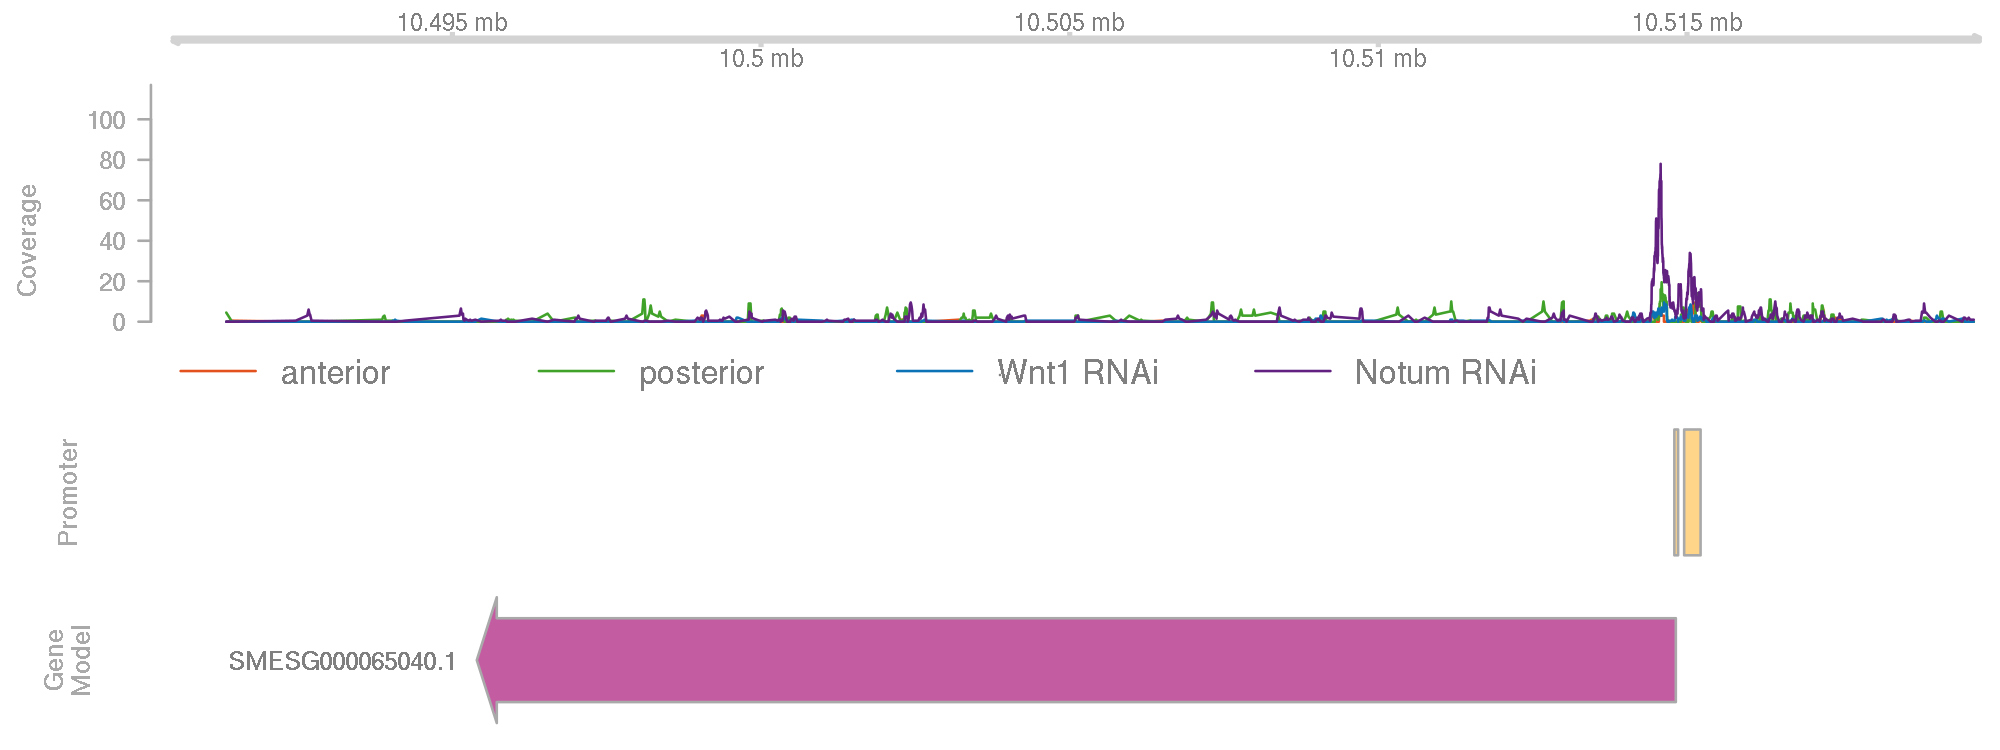 10.495 mb
10.505 mb
10.515 mb
10.5 mb
10.51 mb
Coverage
100
80
60
40
20
0
anterior
posterior
Wnt1 RNAi
Notum RNAi
Promoter
Gene
Model
SMESG000065040.1